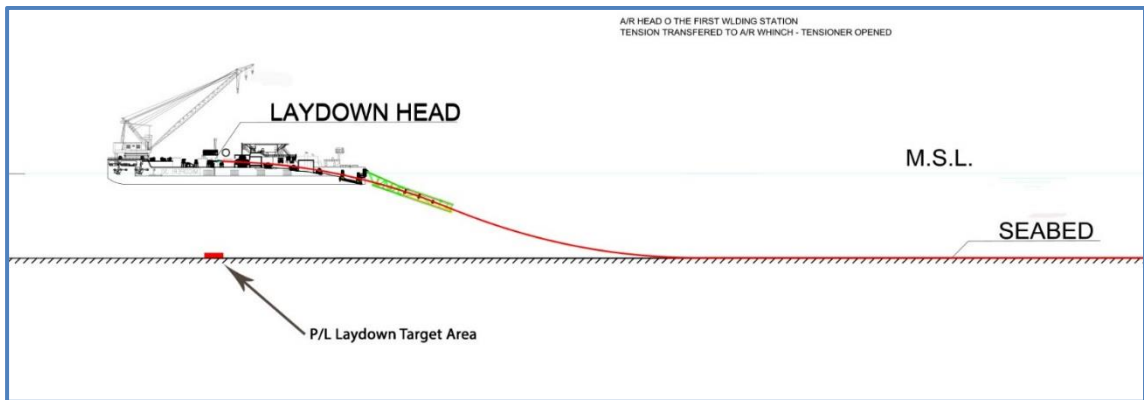 A/R HEAD O THE FIRST WLDING STATION
TENSION TRANSFERED TO A/R WHINCH - TENSIONER OPENED
LAYDOWN HEAD
M.S.L.
SEABED
P/L Laydown Target Area